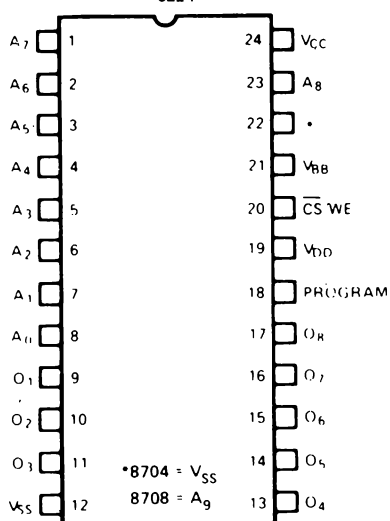 A7 1 24 VCC
A6 2 23 A8
A5 3 22 •
A4 4 21 VBB
A3 5 20 C̅S̅ WE
A2 6 19 VDD
A1 7 18 PROGRAM
A0 8 17 O8
O1 9 16 O7
O2 10 15 O6
O3 11 14 O5
VSS 12 13 O4
•8704 = VSS
8708 = A9